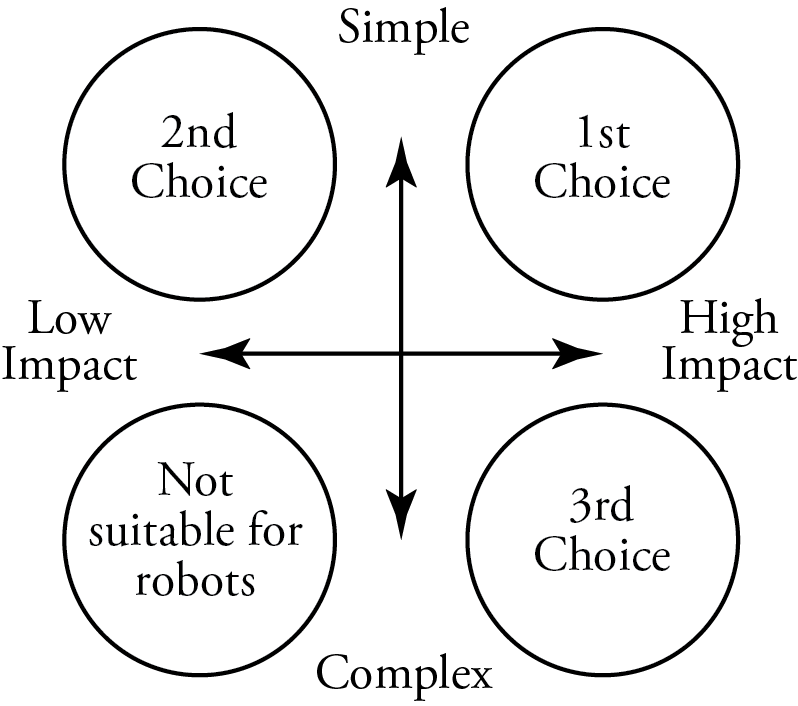 Simple
2nd
Choice
1st
Choice
Low
Impact
High
Impact
Not
suitable for
robots
3rd
Choice
Complex